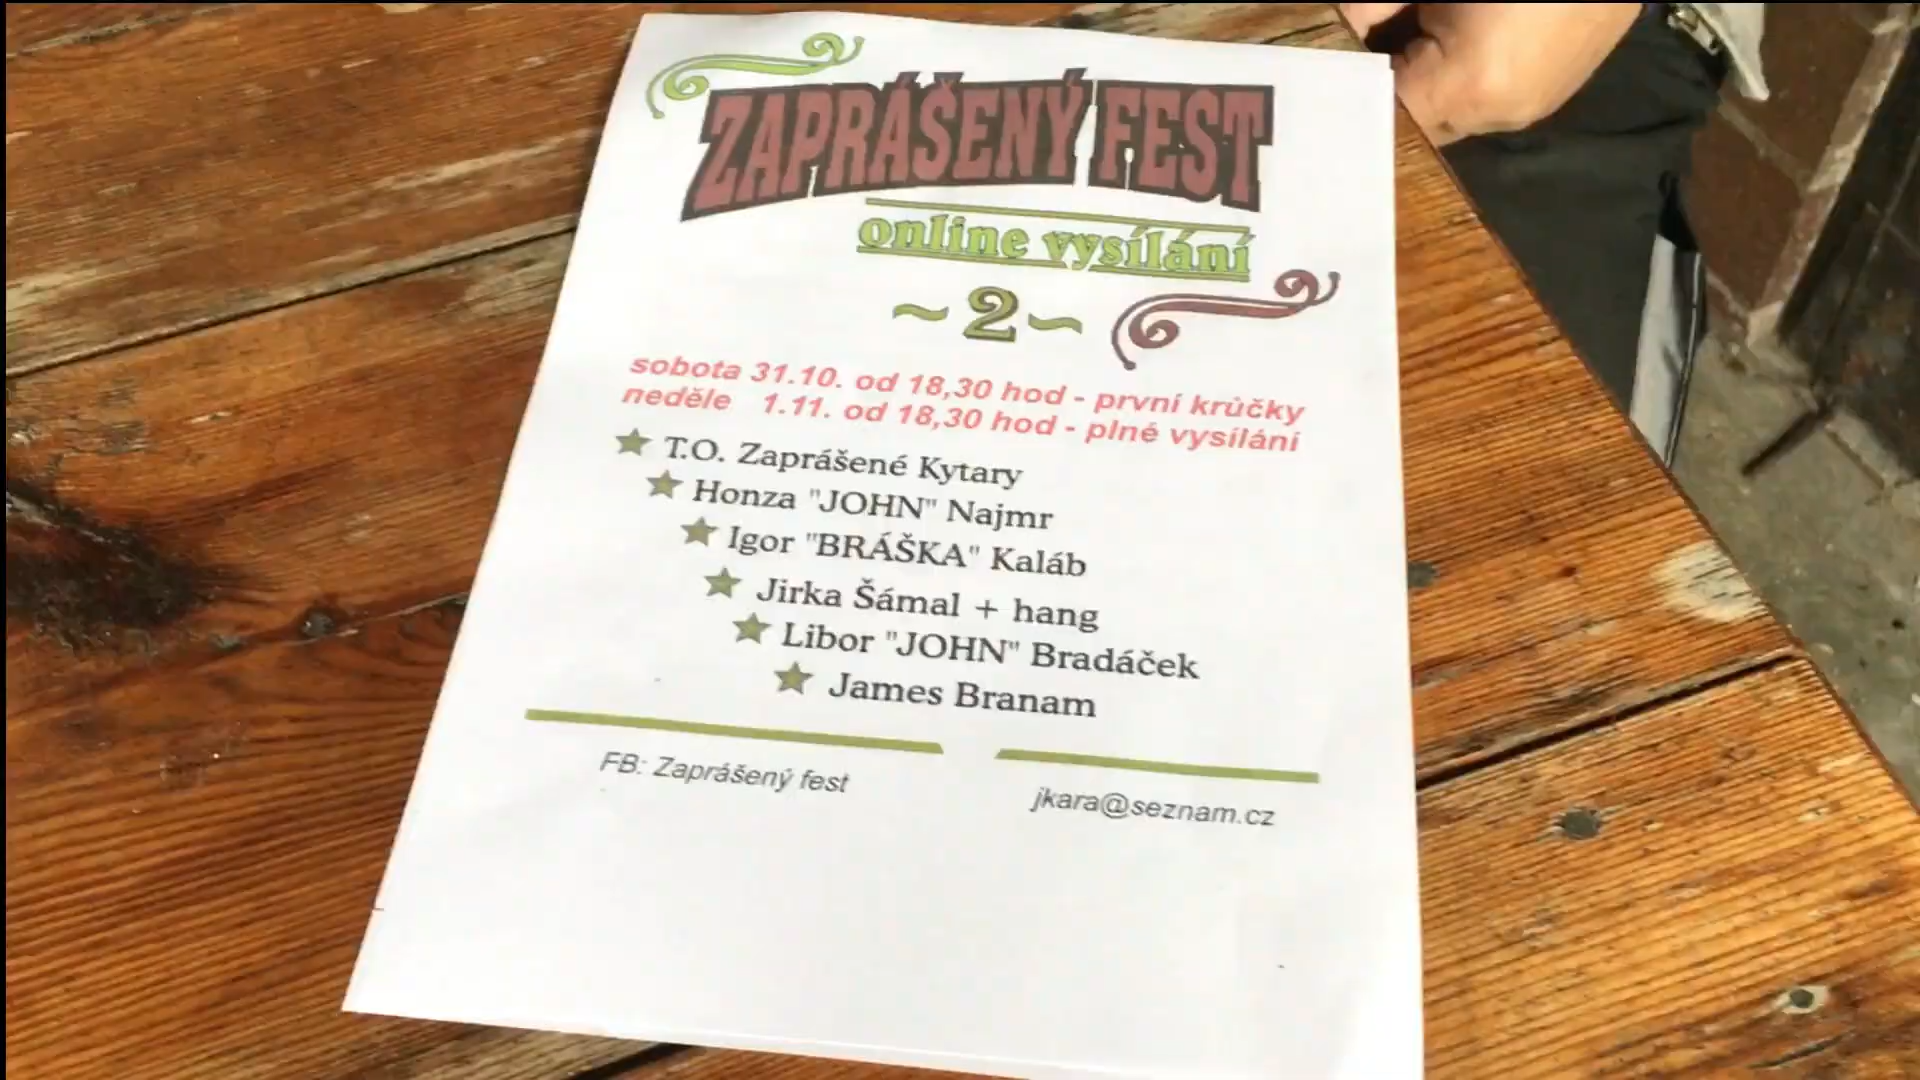 ZAPRÁŠENÝ FEST
online vysílání
~2~
sobota 31.10. od 18,30 hod - první krůčky
neděle 1.11. od 18,30 hod - plné vysílání
T.O. Zaprášené Kytary
Honza "JOHN" Najmr
Igor "BRÁŠKA" Kaláb
Jirka Šámal + hang
Libor "JOHN" Bradáček
James Branam
FB: Zaprášený fest
jkara@seznam.cz